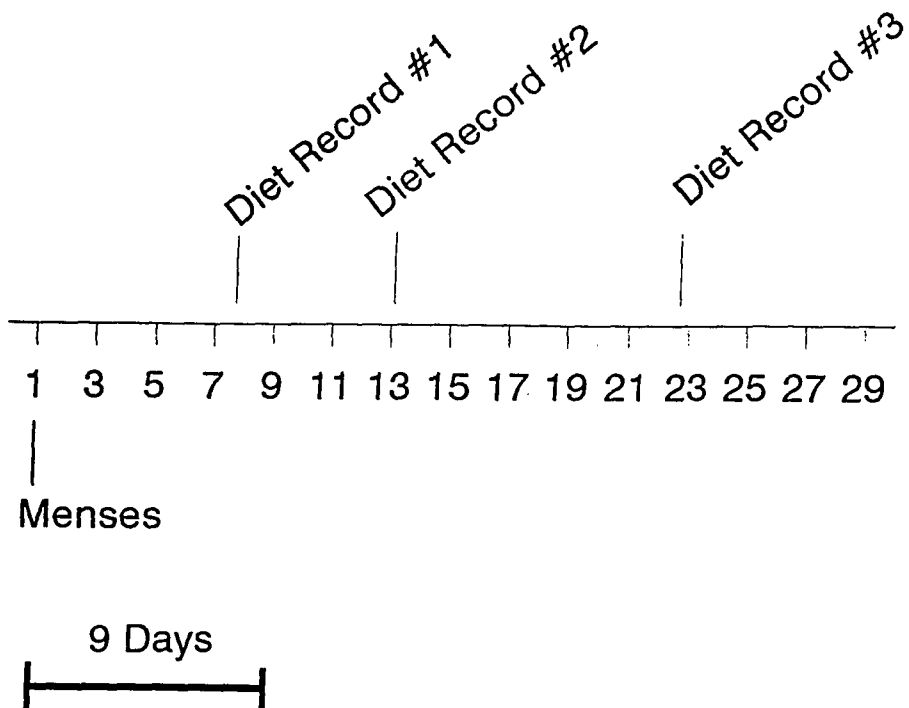 Diet Record #1
Diet Record #2
Diet Record #3
1 3 5 7 9 11 13 15 17 19 21 23 25 27 29
Menses
9 Days